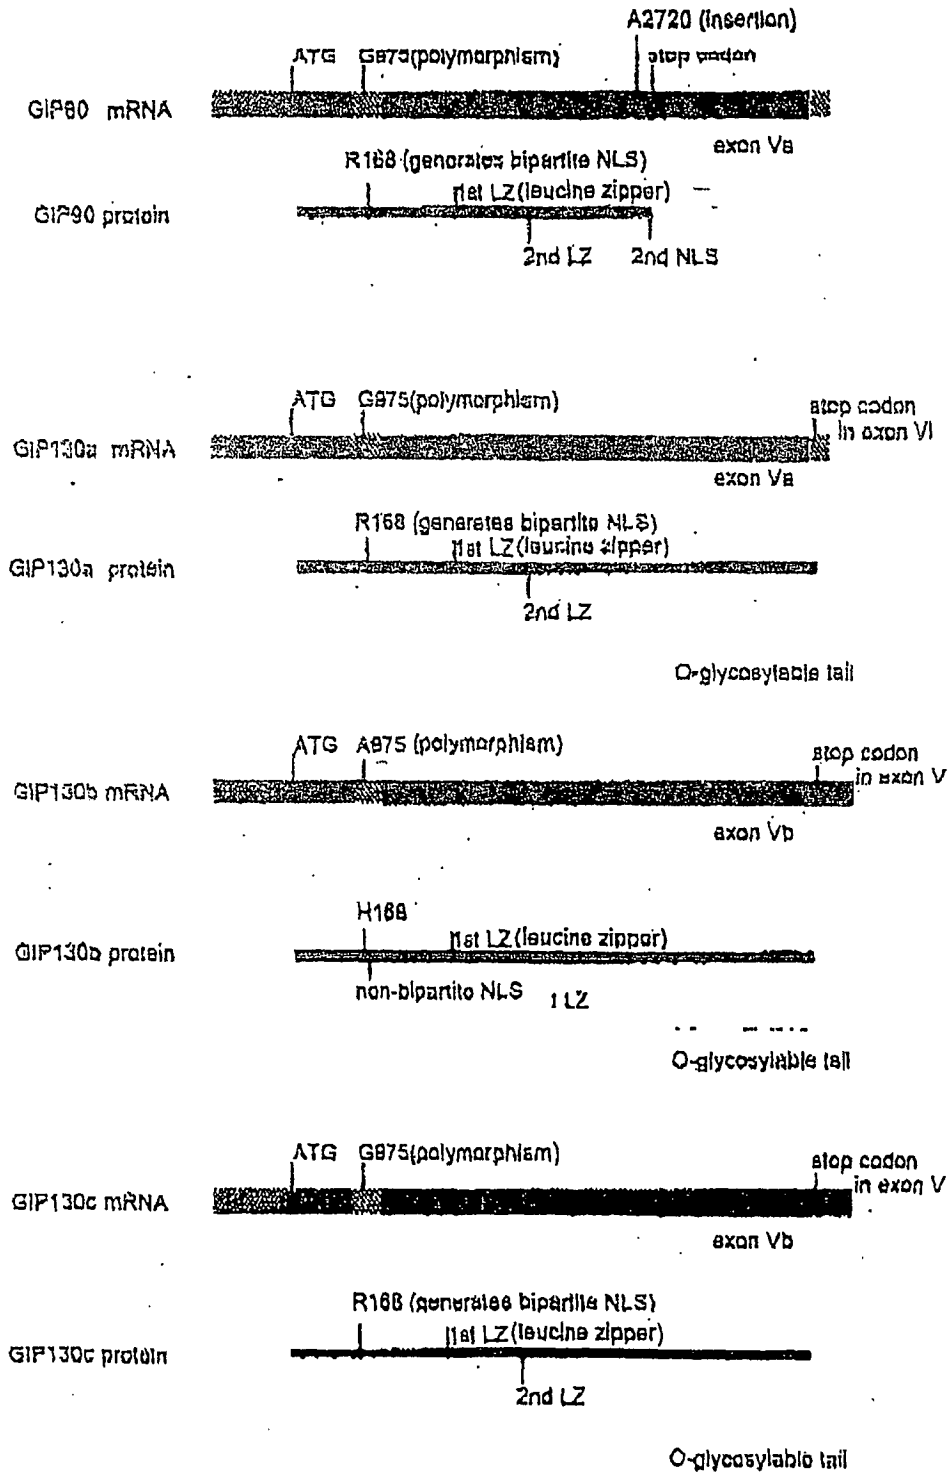 A2720 (insertion)
ATG G975(polymorphism) stop codon
GIP90 mRNA
exon Va
R168 (generates bipartite NLS)
1st LZ (leucine zipper)
GIP90 protein
2nd LZ 2nd NLS
ATG G975(polymorphism) stop codon
in exon VI
GIP130a mRNA
exon Va
R168 (generates bipartite NLS)
1st LZ (leucine zipper)
GIP130a protein
2nd LZ
O-glycosylable tail
ATG A975 (polymorphism) stop codon
in exon V
GIP130b mRNA
exon Vb
H168
1st LZ (leucine zipper)
GIP130b protein
non-bipartite NLS
LZ
O-glycosylable tail
ATG G975(polymorphism) stop codon
in exon V
GIP130c mRNA
exon Vb
R168 (generates bipartite NLS)
1st LZ (leucine zipper)
GIP130c protein
2nd LZ
O-glycosylable tail